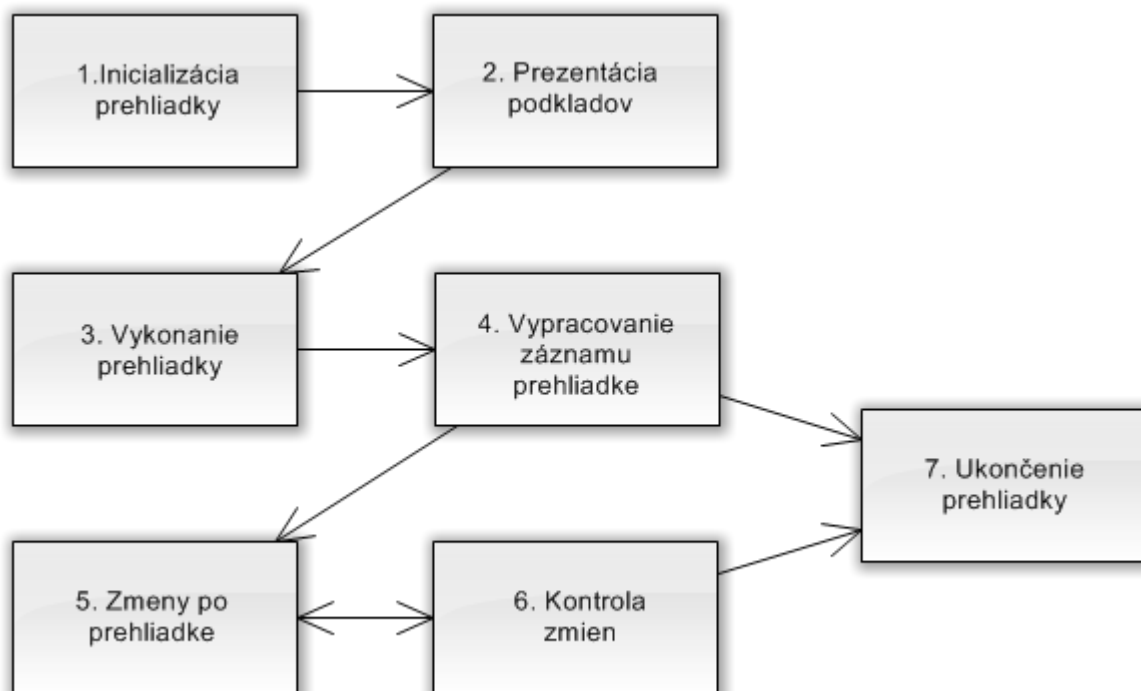 1.Inicializácia
prehliadky
2. Prezentácia
podkladov
3. Vykonanie
prehliadky
4. Vypracovanie
záznamu
prehliadke
5. Zmeny po
prehliadke
6. Kontrola
zmien
7. Ukončenie
prehliadky